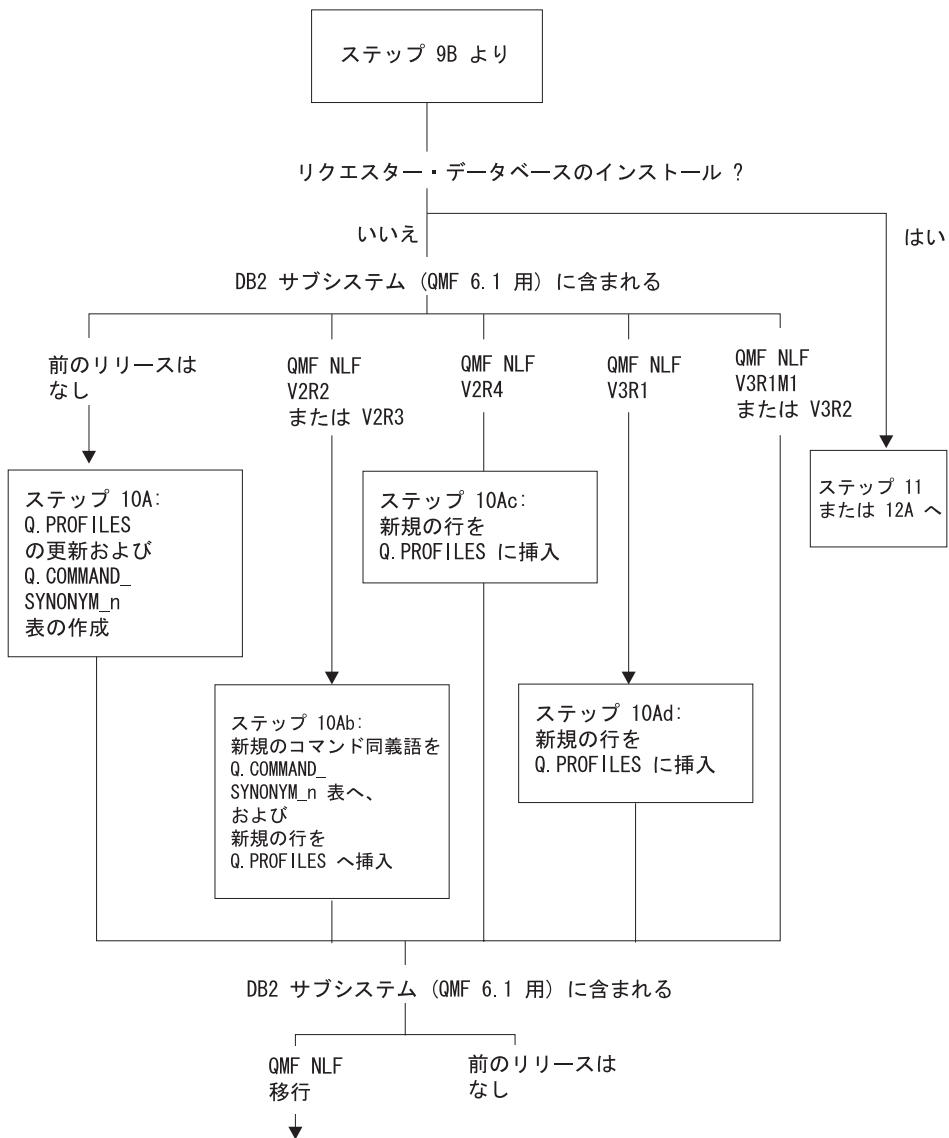 ステップ 9B より
リクエスター・データベースのインストール ?
いいえ
はい
DB2 サブシステム (QMF 6.1 用) に含まれる
前のリリースは
なし
QMF NLF
V2R2
または V2R3
QMF NLF
V2R4
QMF NLF
V3R1
QMF NLF
V3R1M1
または V3R2
ステップ 10A:
Q.PROFILES
の更新および
Q.COMMAND_
SYNONYM_n
表の作成
ステップ 10Ac:
新規の行を
Q.PROFILES に挿入
ステップ 11
または 12A へ
ステップ 10Ab:
新規のコマンド同義語を
Q.COMMAND_
SYNONYM_n 表へ、
および
新規の行を
Q.PROFILES へ挿入
ステップ 10Ad:
新規の行を
Q.PROFILES に挿入
DB2 サブシステム (QMF 6.1 用) に含まれる
QMF NLF
移行
前のリリースは
なし